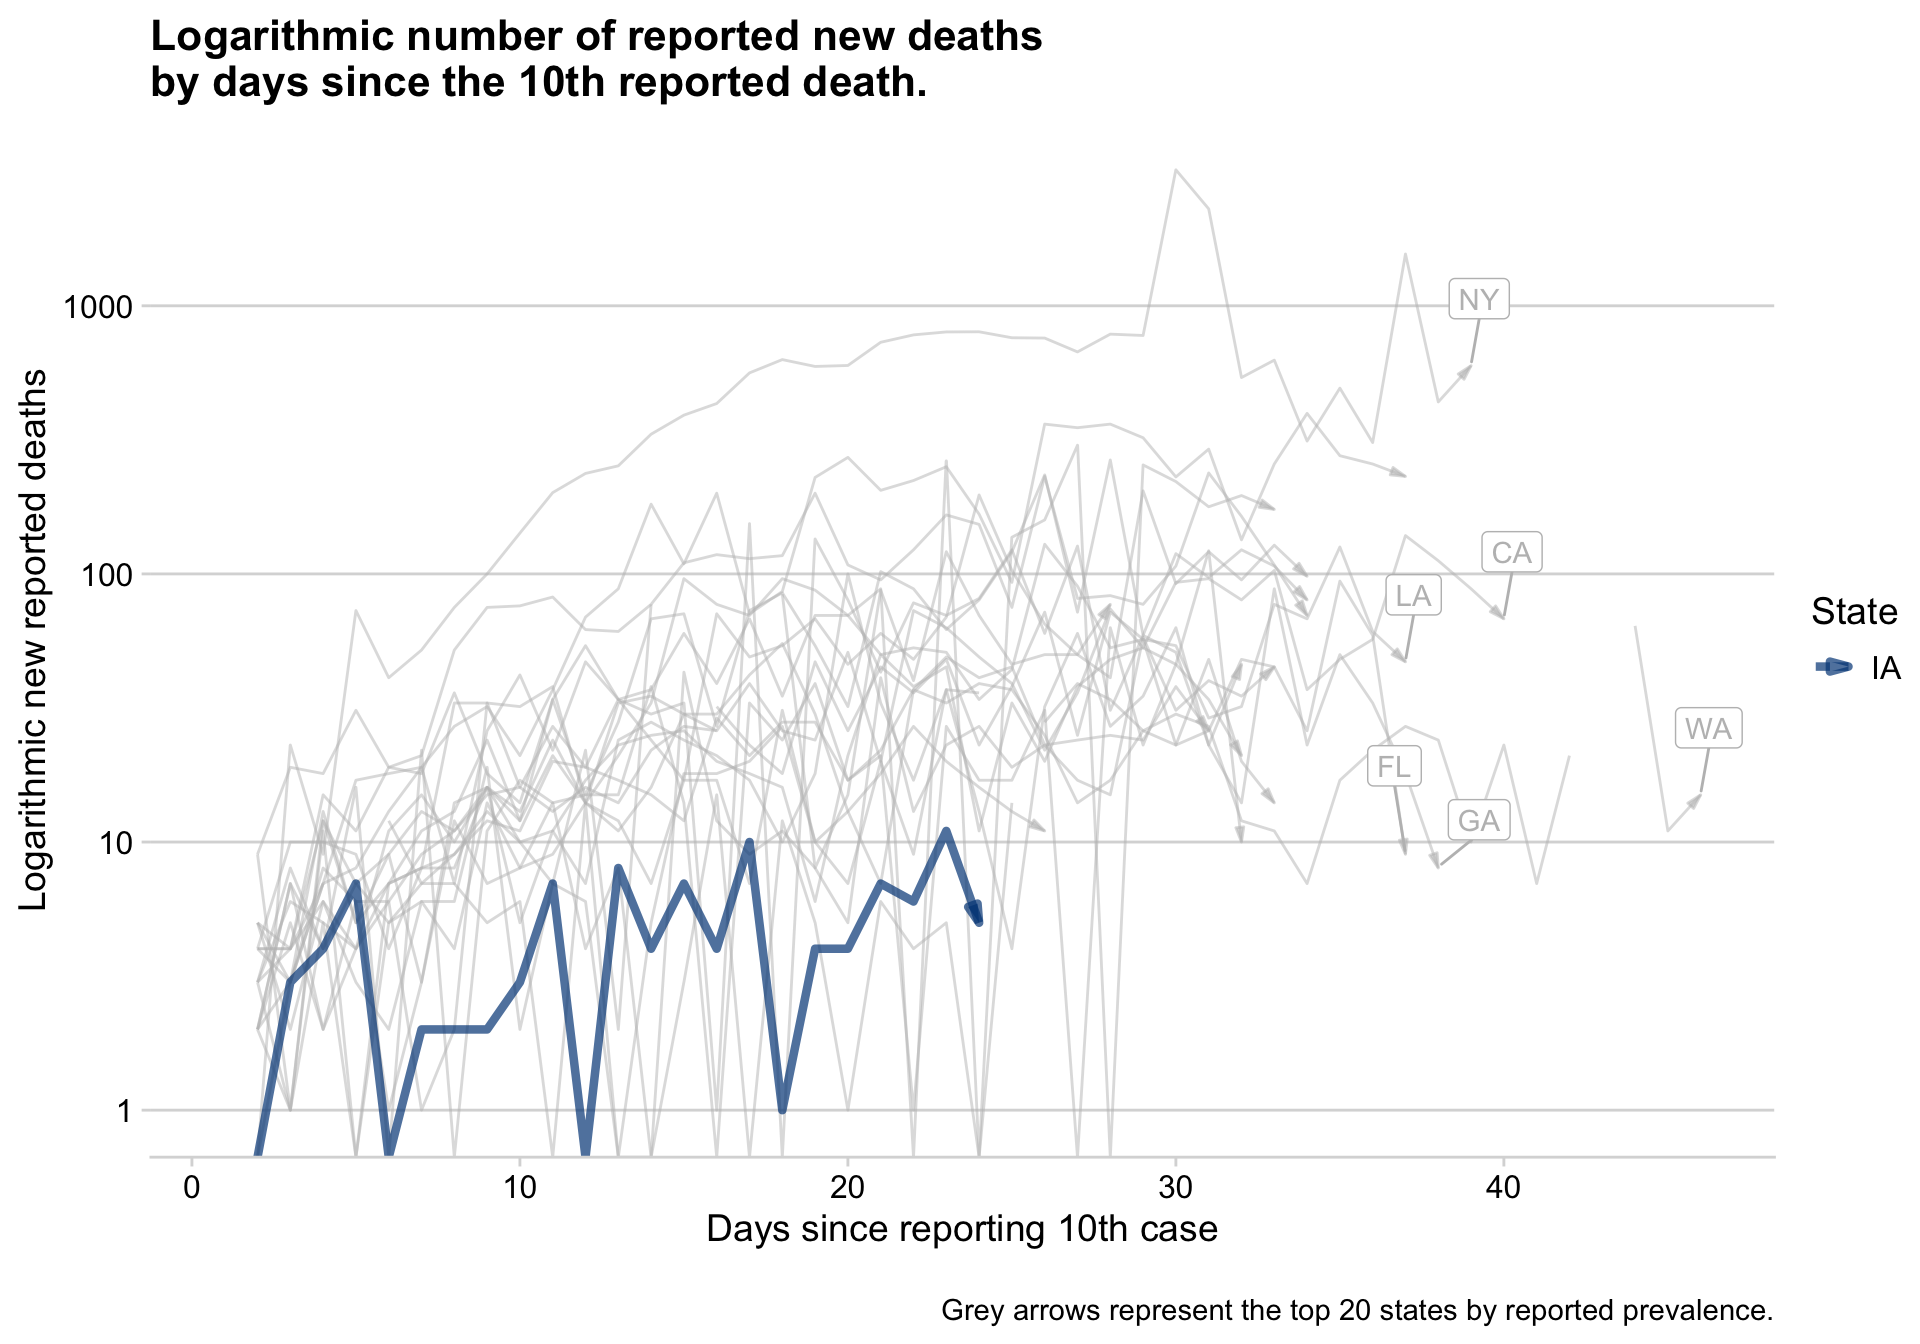 Logarithmic number of reported new deaths
by days since the 10th reported death.
Logarithmic new reported deaths
1000
100
10
1
NY
CA
LA
WA
FL
GA
State
IA
0 10 20 30 40
Days since reporting 10th case
Grey arrows represent the top 20 states by reported prevalence.